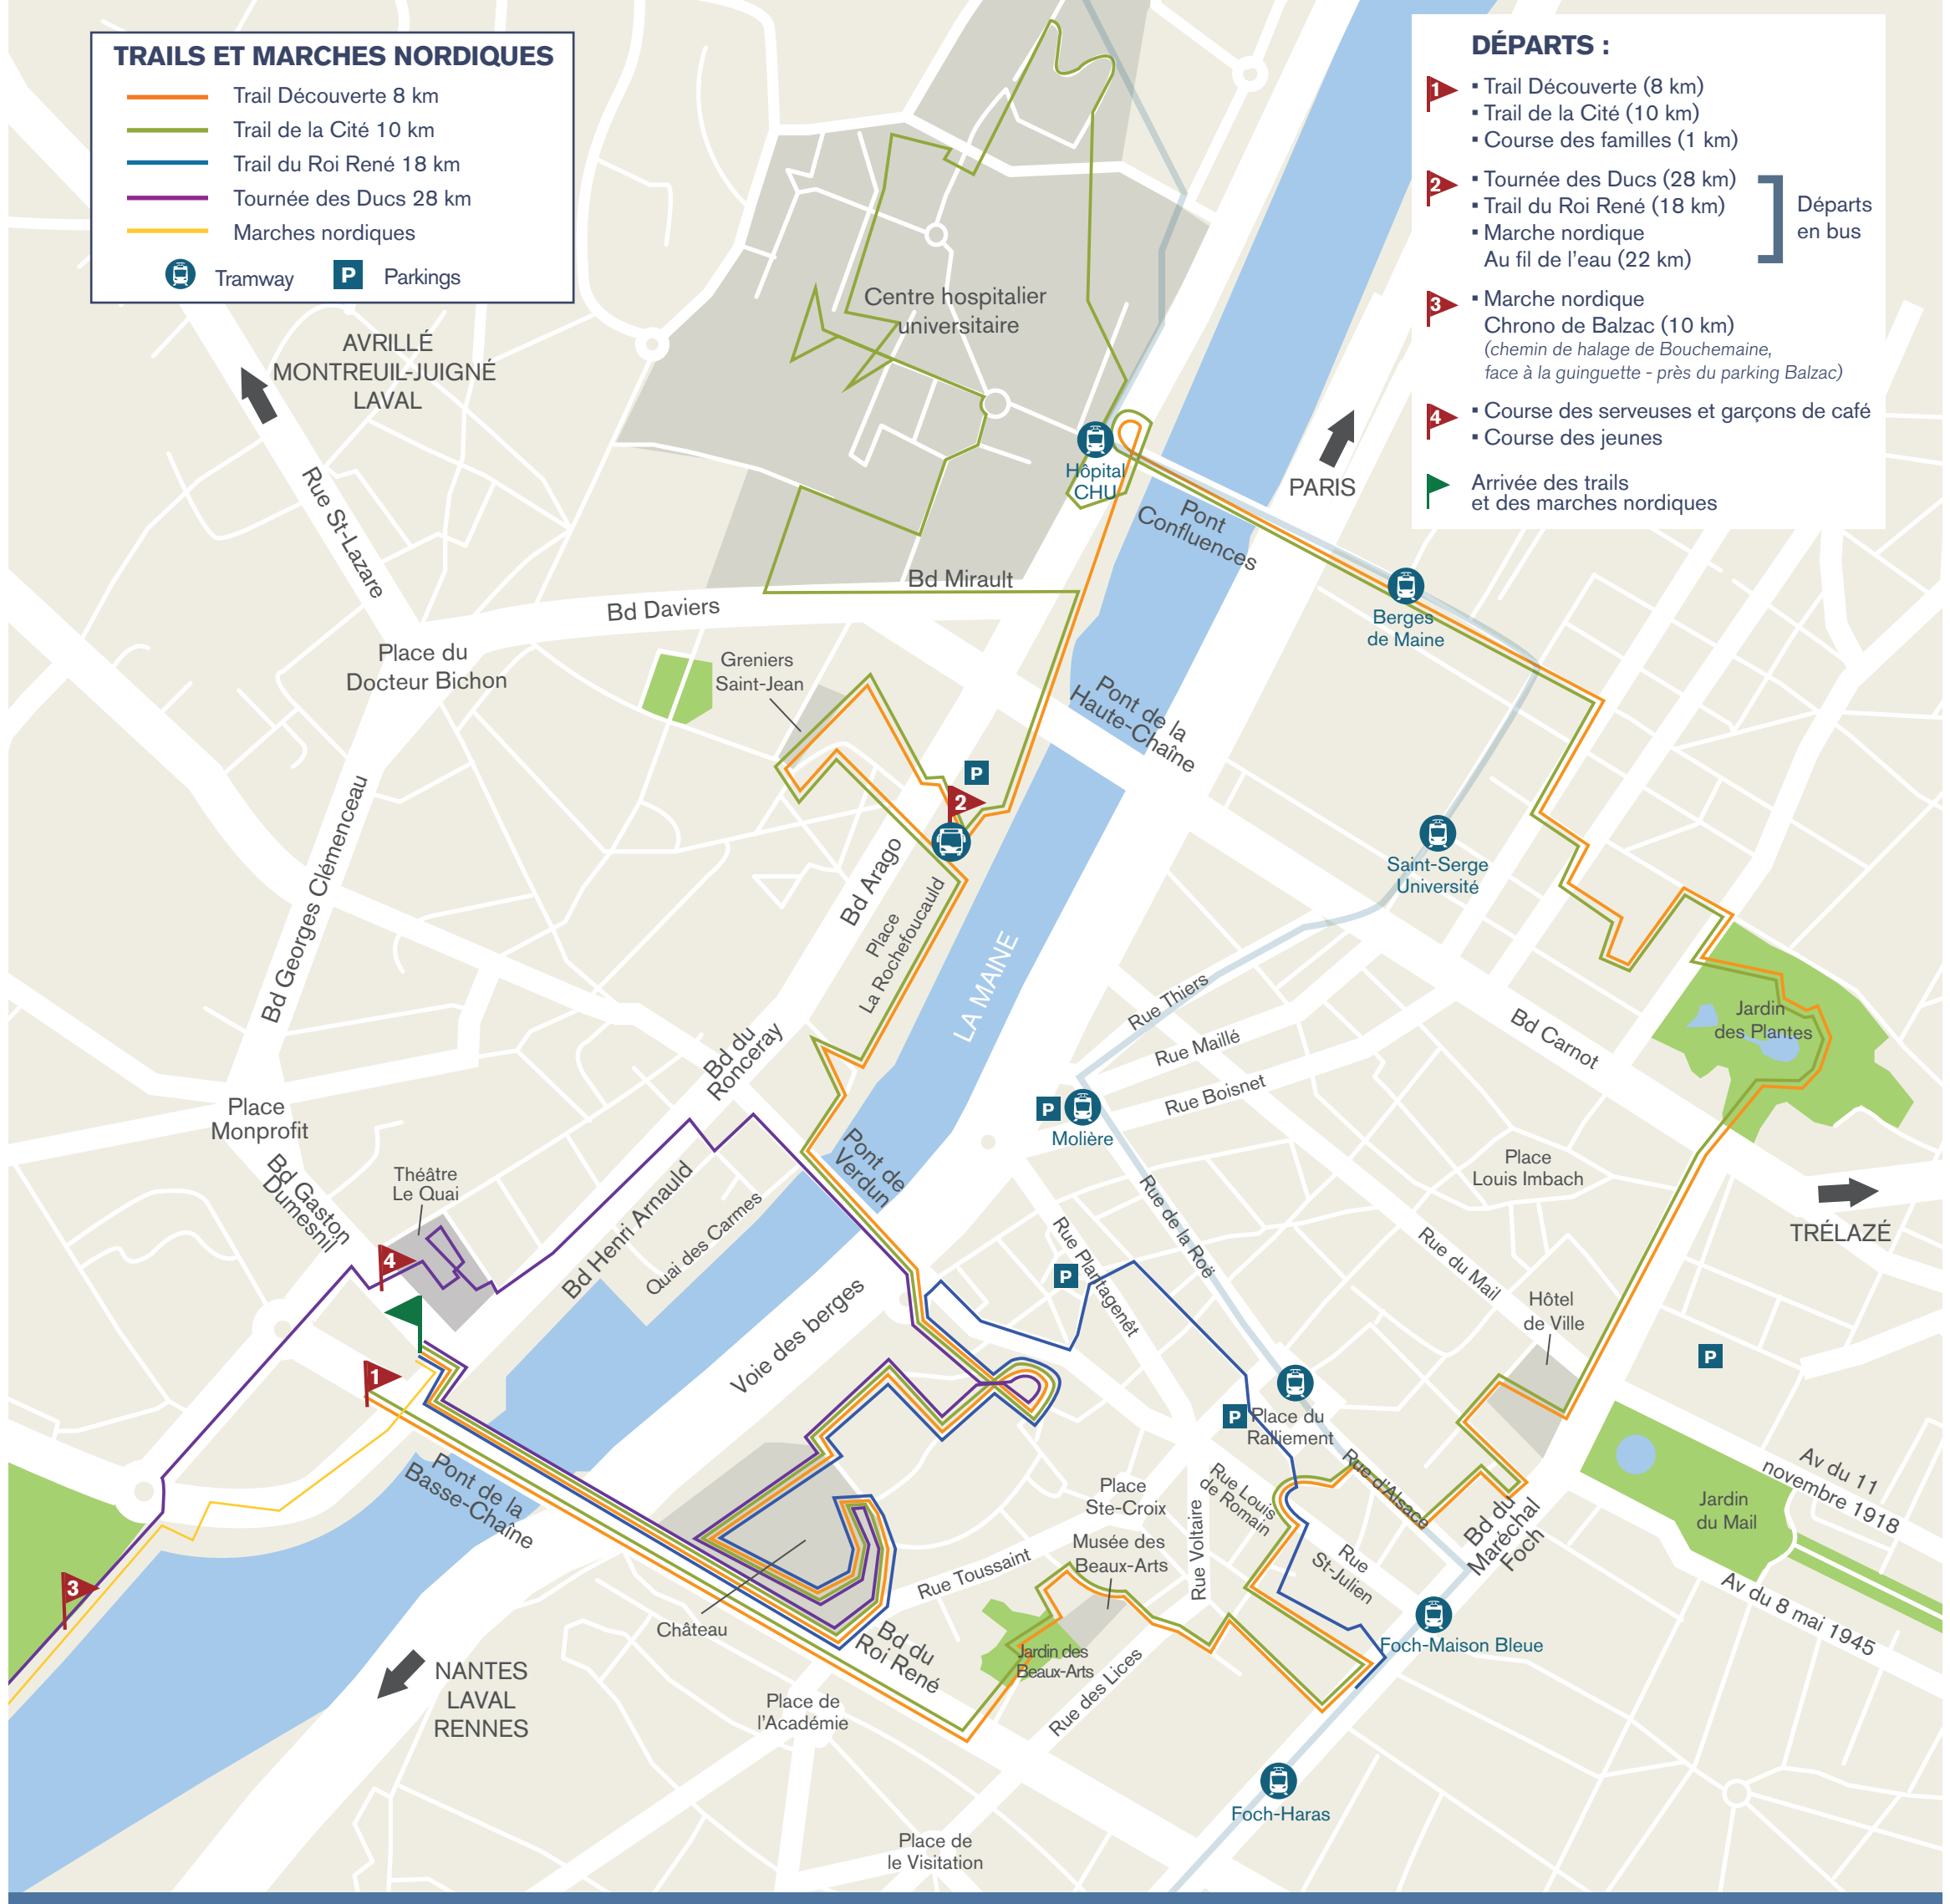 TRAILS ET MARCHES NORDIQUES
Trail Découverte 8 km
Trail de la Cité 10 km
Trail du Roi René 18 km
Tournée des Ducs 28 km
Marches nordiques
Tramway
P
Parkings
DÉPARTS :
1
▪ Trail Découverte (8 km)
▪ Trail de la Cité (10 km)
▪ Course des familles (1 km)
2
▪ Tournée des Ducs (28 km)
▪ Trail du Roi René (18 km)
▪ Marche nordique
Au fil de l'eau (22 km)
Départs
en bus
3
▪ Marche nordique
Chrono de Balzac (10 km)
(chemin de halage de Bouchemaine,
face à la guinguette - près du parking Balzac)
4
▪ Course des serveuses et garçons de café
▪ Course des jeunes
Arrivée des trails
et des marches nordiques
AVRILLÉ
MONTREUIL-JUIGNÉ
LAVAL
Centre hospitalier
universitaire
Rue St-Lazare
PARIS
Hôpital
CHU
Pont
Confluences
Bd Mirault
Bd Daviers
Berges
de Maine
Place du
Docteur Bichon
Greniers
Saint-Jean
Pont de la
Haute-Chaîne
P
2
Bd Georges Clémenceau
Bd Arago
Place
La Rochefoucauld
Saint-Serge
Université
LA MAINE
Rue Thiers
Rue Maillé
Rue Boisnet
Bd Carnot
Jardin
des Plantes
Bd du
Ronceray
Place
Monprofit
P
Molière
Pont de
Verdun
Place
Louis Imbach
Théâtre
Le Quai
Bd Gaston
Dumesnil
Bd Henri Arnauld
Quai des Carmes
Rue de la Roë
Rue Plantagenêt
Rue du Mail
TRÉLAZÉ
4
P
Hôtel
de Ville
P
Voie des berges
1
P
Place du
Ralliement
Rue d'Alsace
Pont de la
Basse-Chaîne
Place
Ste-Croix
Rue Louis
de Romain
Bd du
Maréchal
Foch
Av du 11
novembre 1918
Jardin
du Mail
Musée des
Beaux-Arts
Rue Voltaire
Rue
St-Julien
Rue Toussaint
3
Château
Bd du
Roi René
Av du 8 mai 1945
Foch-Maison Bleue
Jardin des
Beaux-Arts
Rue des Lices
NANTES
LAVAL
RENNES
Place de
l'Académie
Foch-Haras
Place de
le Visitation